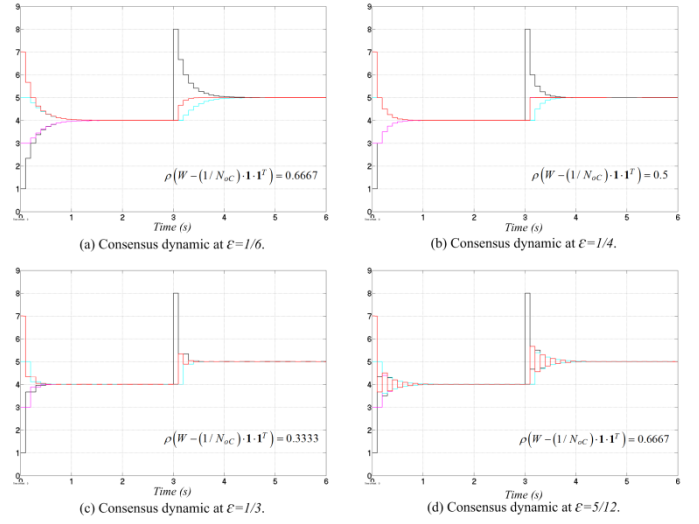 9
8
7
6
5
4
3
2
1
0
ρ(W−(1/N_oC)·1·1^T)=0.6667
0 1 2 3 4 5 6
Time (s)
(a) Consensus dynamic at ℰ=1/6.
9
8
7
6
5
4
3
2
1
0
ρ(W−(1/N_oC)·1·1^T)=0.5
0 1 2 3 4 5 6
Time (s)
(b) Consensus dynamic at ℰ=1/4.
9
8
7
6
5
4
3
2
1
0
ρ(W−(1/N_oC)·1·1^T)=0.3333
0 1 2 3 4 5 6
Time (s)
(c) Consensus dynamic at ℰ=1/3.
9
8
7
6
5
4
3
2
1
0
ρ(W−(1/N_oC)·1·1^T)=0.6667
0 1 2 3 4 5 6
Time (s)
(d) Consensus dynamic at ℰ=5/12.